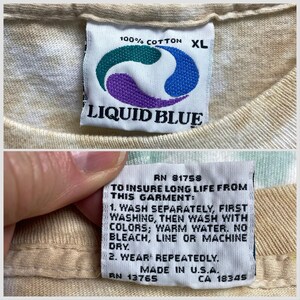 100% COTTON XL
LIQUID BLUE
RN 81759
TO INSURE LONG LIFE FROM
THIS GARMENT:
1. WASH SEPARATELY, FIRST
WASHING, THEN WASH WITH
COLORS; WARM WATER. NO
BLEACH, LINE OR MACHINE
DRY.
2. WEAR REPEATEDLY.
MADE IN U.S.A.
RN 13765 CA 18345